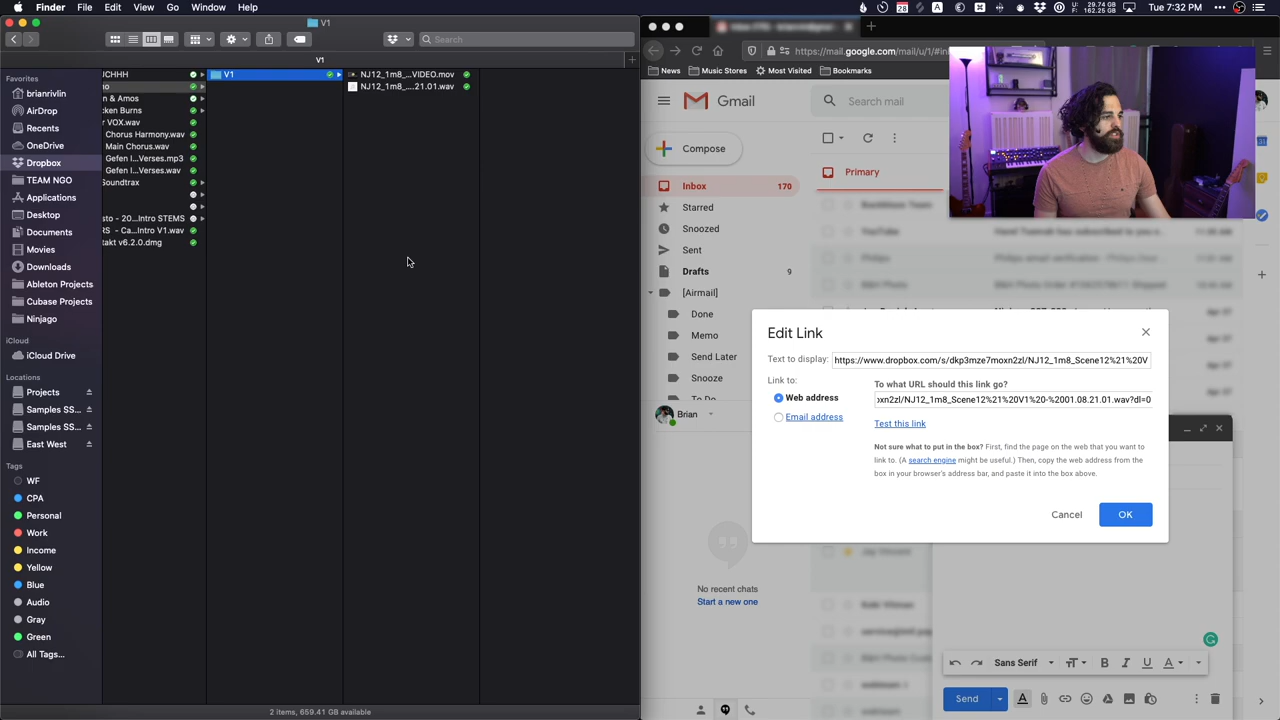 Finder File Edit View Go Window Help
29.74 GB
218.72 GB
Tue 7:32 PM
V1
Search
V1
Favorites
brianrivlin
AirDrop
Recents
OneDrive
Dropbox
TEAM NGO
Applications
Desktop
Documents
Movies
Downloads
Ableton Projects
Cubase Projects
Ninjago
iCloud
iCloud Drive
Locations
Projects
Samples SS...
Samples SS...
East West
Tags
WF
CPA
Personal
Work
Income
Yellow
Blue
Audio
Gray
Green
All Tags...
CHHH
n & Amos
cken Burns
r VOX.wav
Chorus Harmony.wav
Main Chorus.wav
Gefen I...Verses.mp3
Gefen I...Verses.wav
Soundtrax
sto - 20...Intro STEMS
RS - Ca...Intro V1.wav
takt v6.2.0.dmg
V1
NJ12_1m8_...VIDEO.mov
NJ12_1m8_....21.01.wav
2 items, 659.41 GB available
https://mail.google.com/mail/u/1/#in
News Music Stores Most Visited Bookmarks
Gmail
Search mail
Compose
Primary
Inbox 170
Starred
Snoozed
Sent
Drafts 9
[Airmail]
Done
Memo
Send Later
Snooze
To Do
Brian
No recent chats
Start a new one
Edit Link
Text to display: https://www.dropbox.com/s/dkp3mze7moxn2zl/NJ12_1m8_Scene12%21%20V
Link to:
Web address
Email address
To what URL should this link go?
xn2zl/NJ12_1m8_Scene12%21%20V1%20-%2001.08.21.01.wav?dl=0
Test this link
Not sure what to put in the box? First, find the page on the web that you want to
link to. (A search engine might be useful.) Then, copy the web address from the
box in your browser's address bar, and paste it into the box above.
Cancel OK
Sans Serif
B I U A
Send